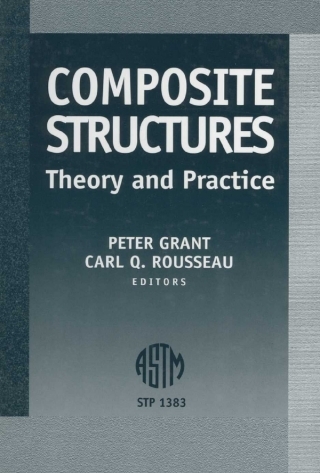 COMPOSITE
STRUCTURES
Theory and Practice
PETER GRANT
CARL Q. ROUSSEAU
EDITORS
ASTM
STP 1383